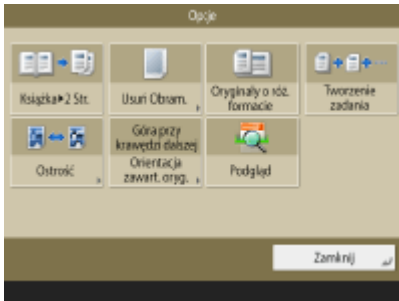 Opcje
Książka▶2 Str.
Usuń Obram.
Oryginały o róż.
formacie
Tworzenie
zadania
Ostrość
Góra przy
krawędzi dalszej
Orientacja
zawart. oryg.
Podgląd
Zamknij